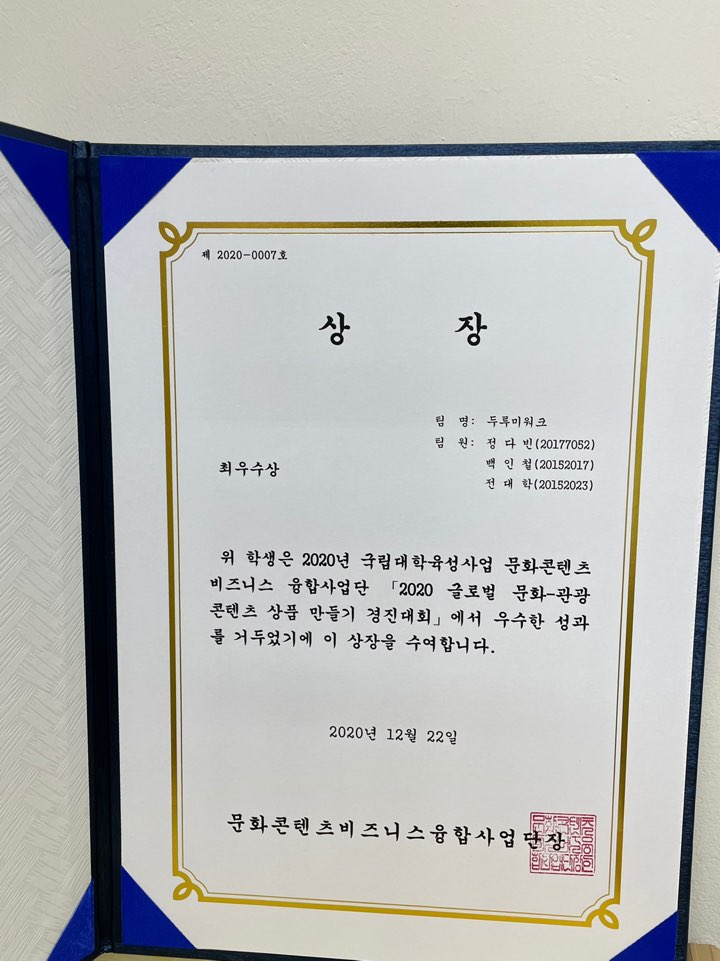 제 2020-0007호
상 장
팀 명: 두루미워크
팀 원: 정 다 빈(20177052)
백 인 철(20152017)
전 대 학(20152023)
최우수상
위 학생은 2020년 국립대학육성사업 문화콘텐츠
비즈니스 융합사업단 「2020 글로벌 문화-관광
콘텐츠 상품 만들기 경진대회」에서 우수한 성과
를 거두었기에 이 상장을 수여합니다.
2020년 12월 22일
문화콘텐츠비즈니스융합사업단장